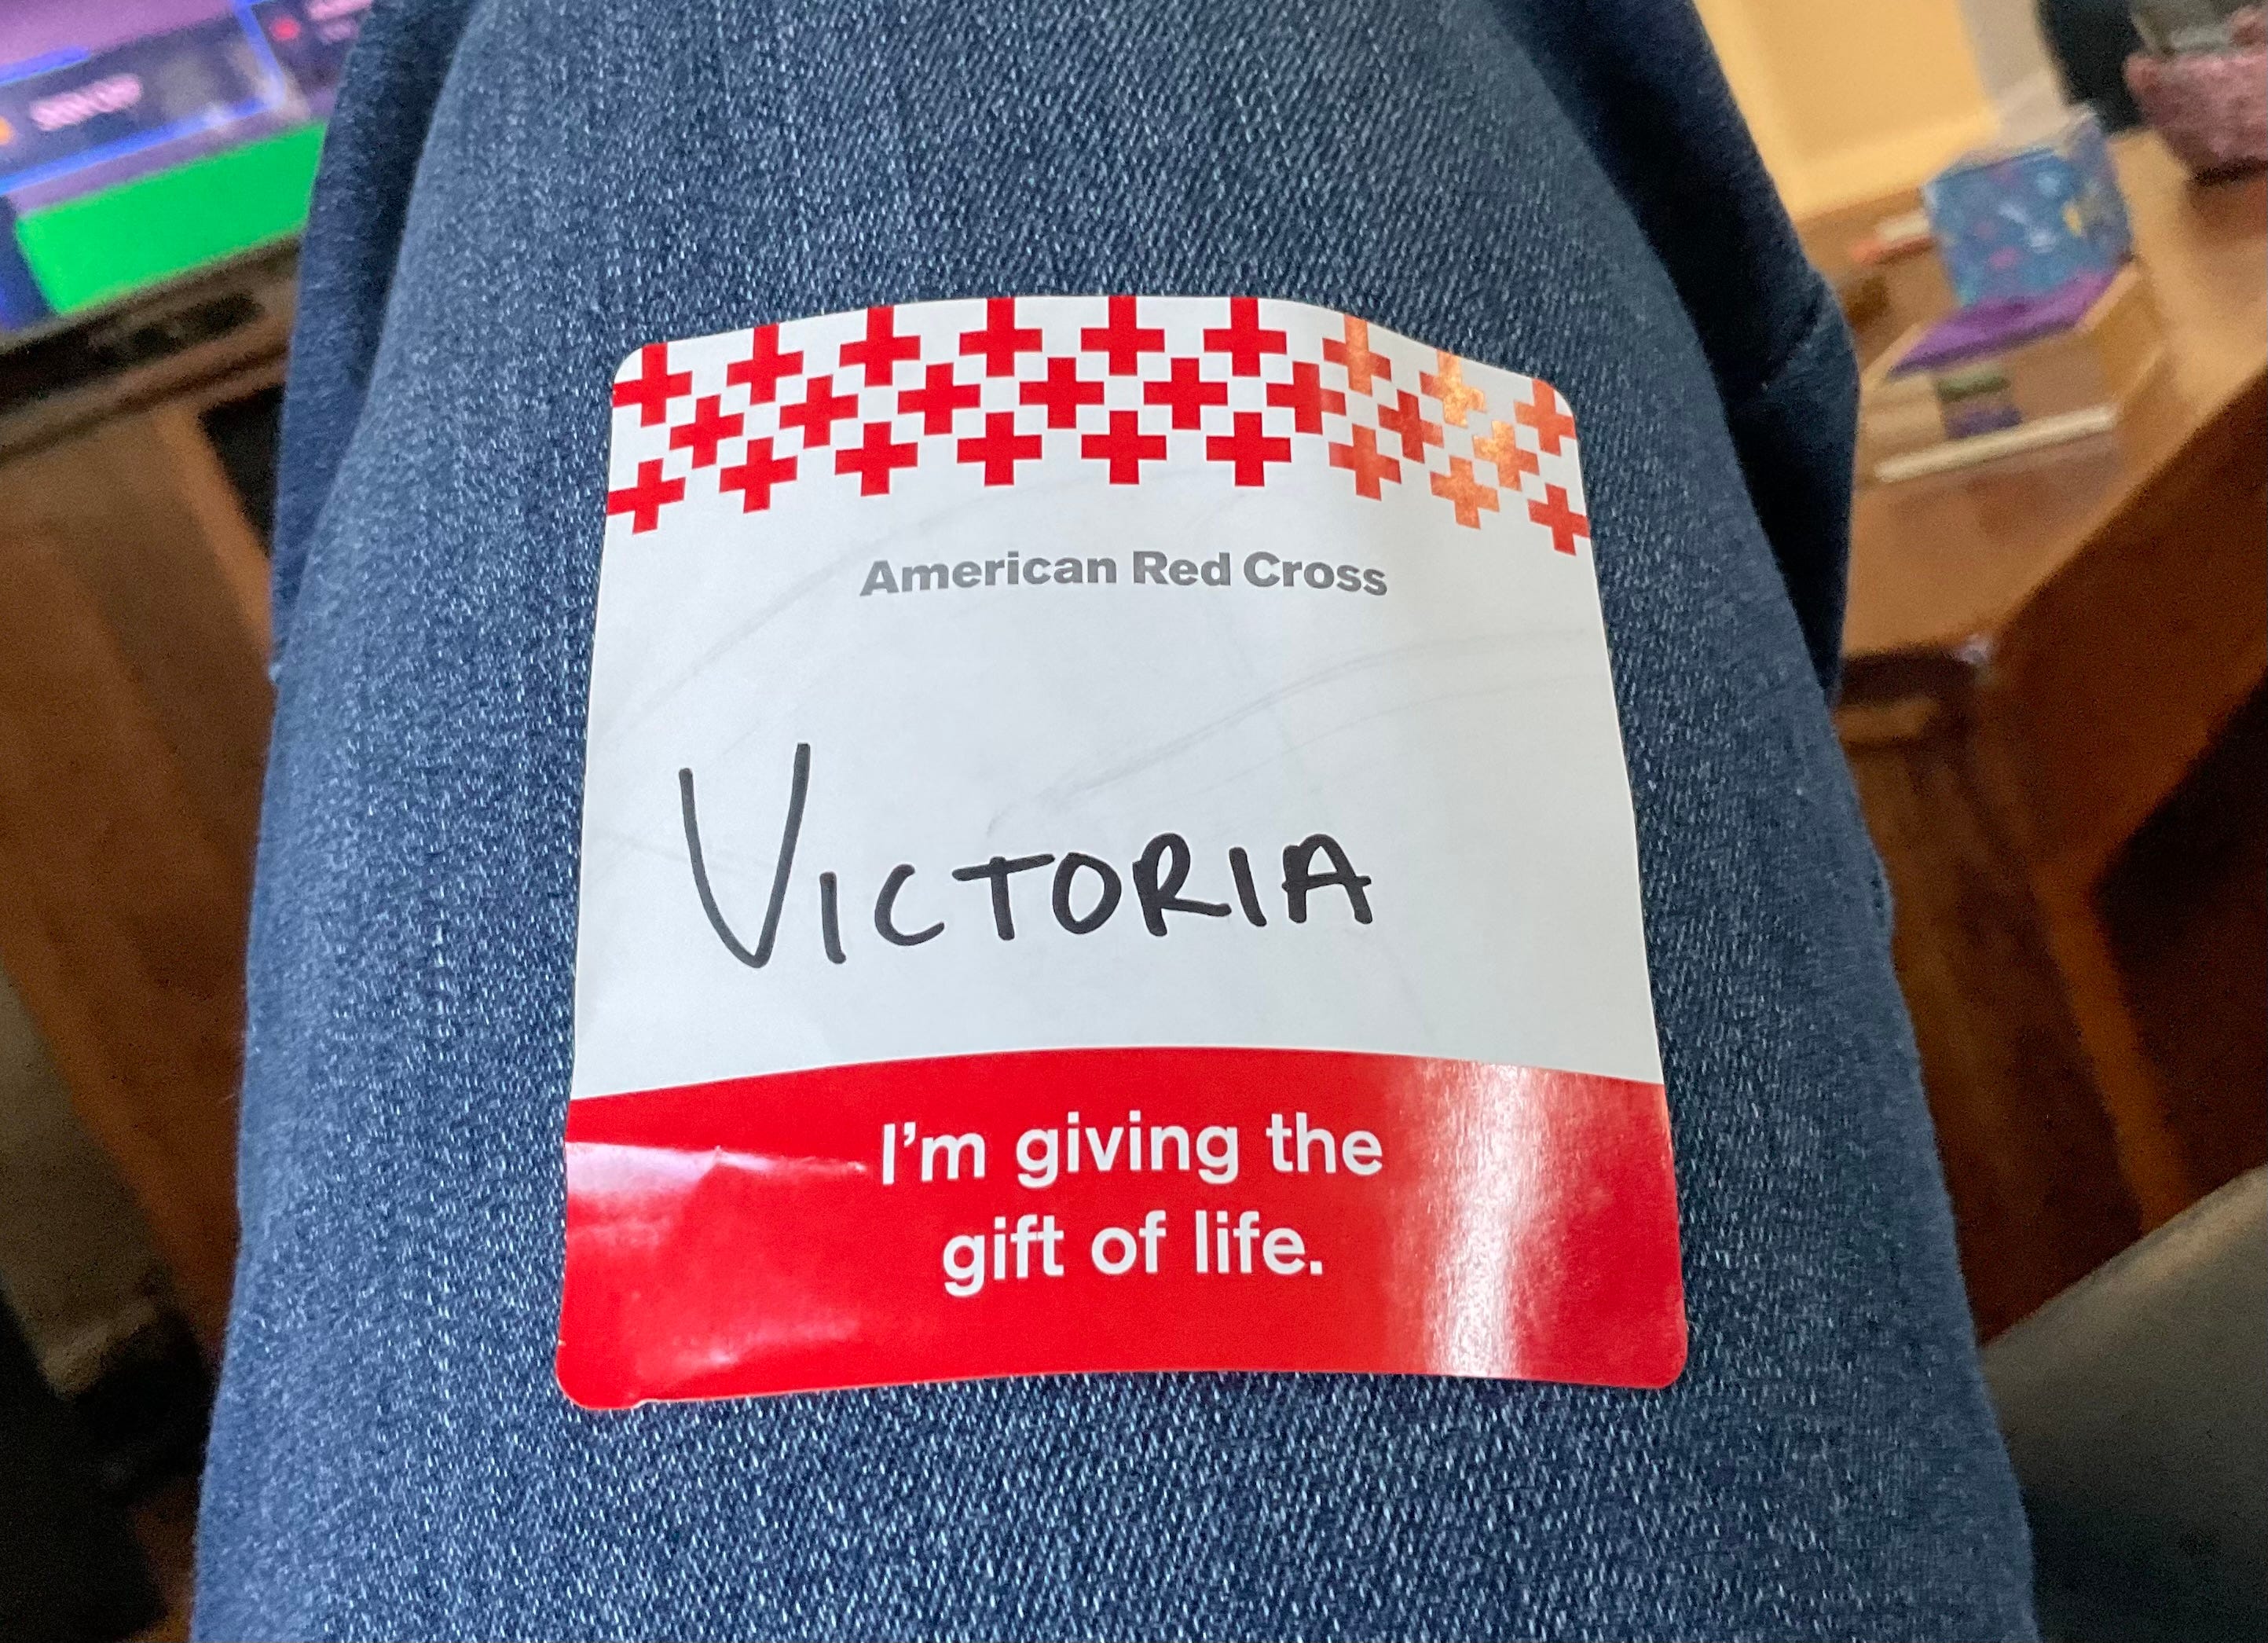 American Red Cross
VICTORIA
I'm giving the
gift of life.